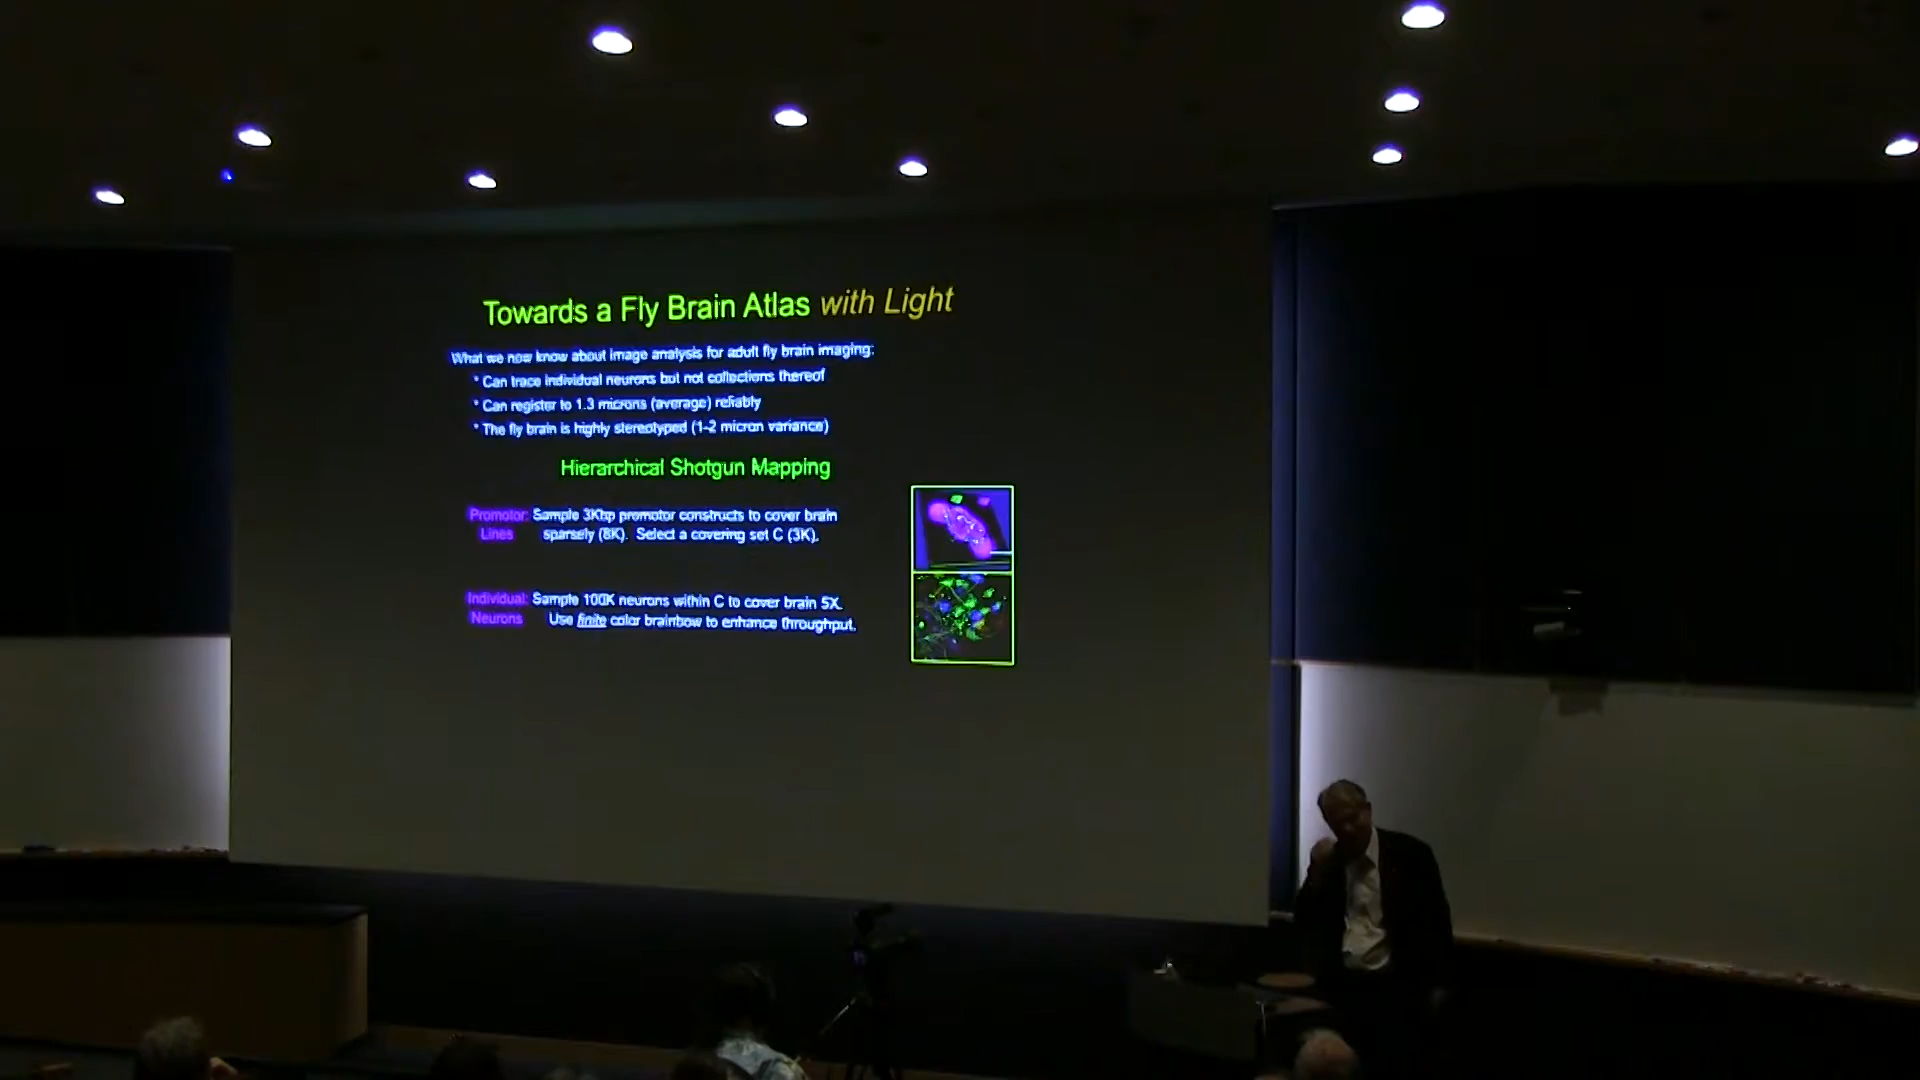 Towards a Fly Brain Atlas with Light
What we now know about image analysis for adult fly brain imaging:
* Can trace individual neurons but not collections thereof
* Can register to 1.3 microns (average) reliably
* The fly brain is highly stereotyped (1-2 micron variance)
Hierarchical Shotgun Mapping
Promotor: Sample 3Kbp promotor constructs to cover brain
Lines sparsely (8K). Select a covering set C (3K).
Individual: Sample 100K neurons within C to cover brain 5X.
Neurons Use finite color brainbow to enhance throughput.